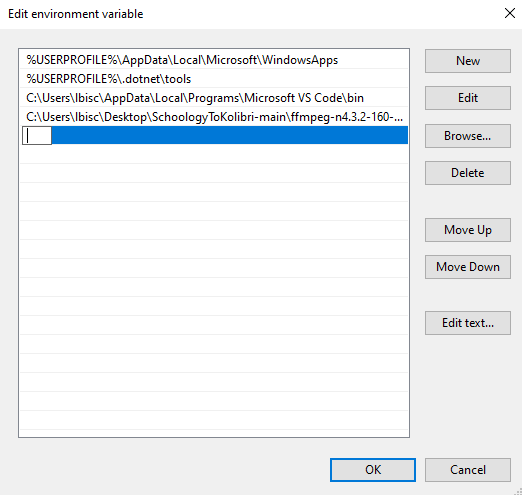 Edit environment variable
%USERPROFILE%\AppData\Local\Microsoft\WindowsApps
New
%USERPROFILE%\.dotnet\tools
C:\Users\lbisc\AppData\Local\Programs\Microsoft VS Code\bin
Edit
C:\Users\lbisc\Desktop\SchoologyToKolibri-main\ffmpeg-n4.3.2-160-...
Browse...
Delete
Move Up
Move Down
Edit text...
OK
Cancel